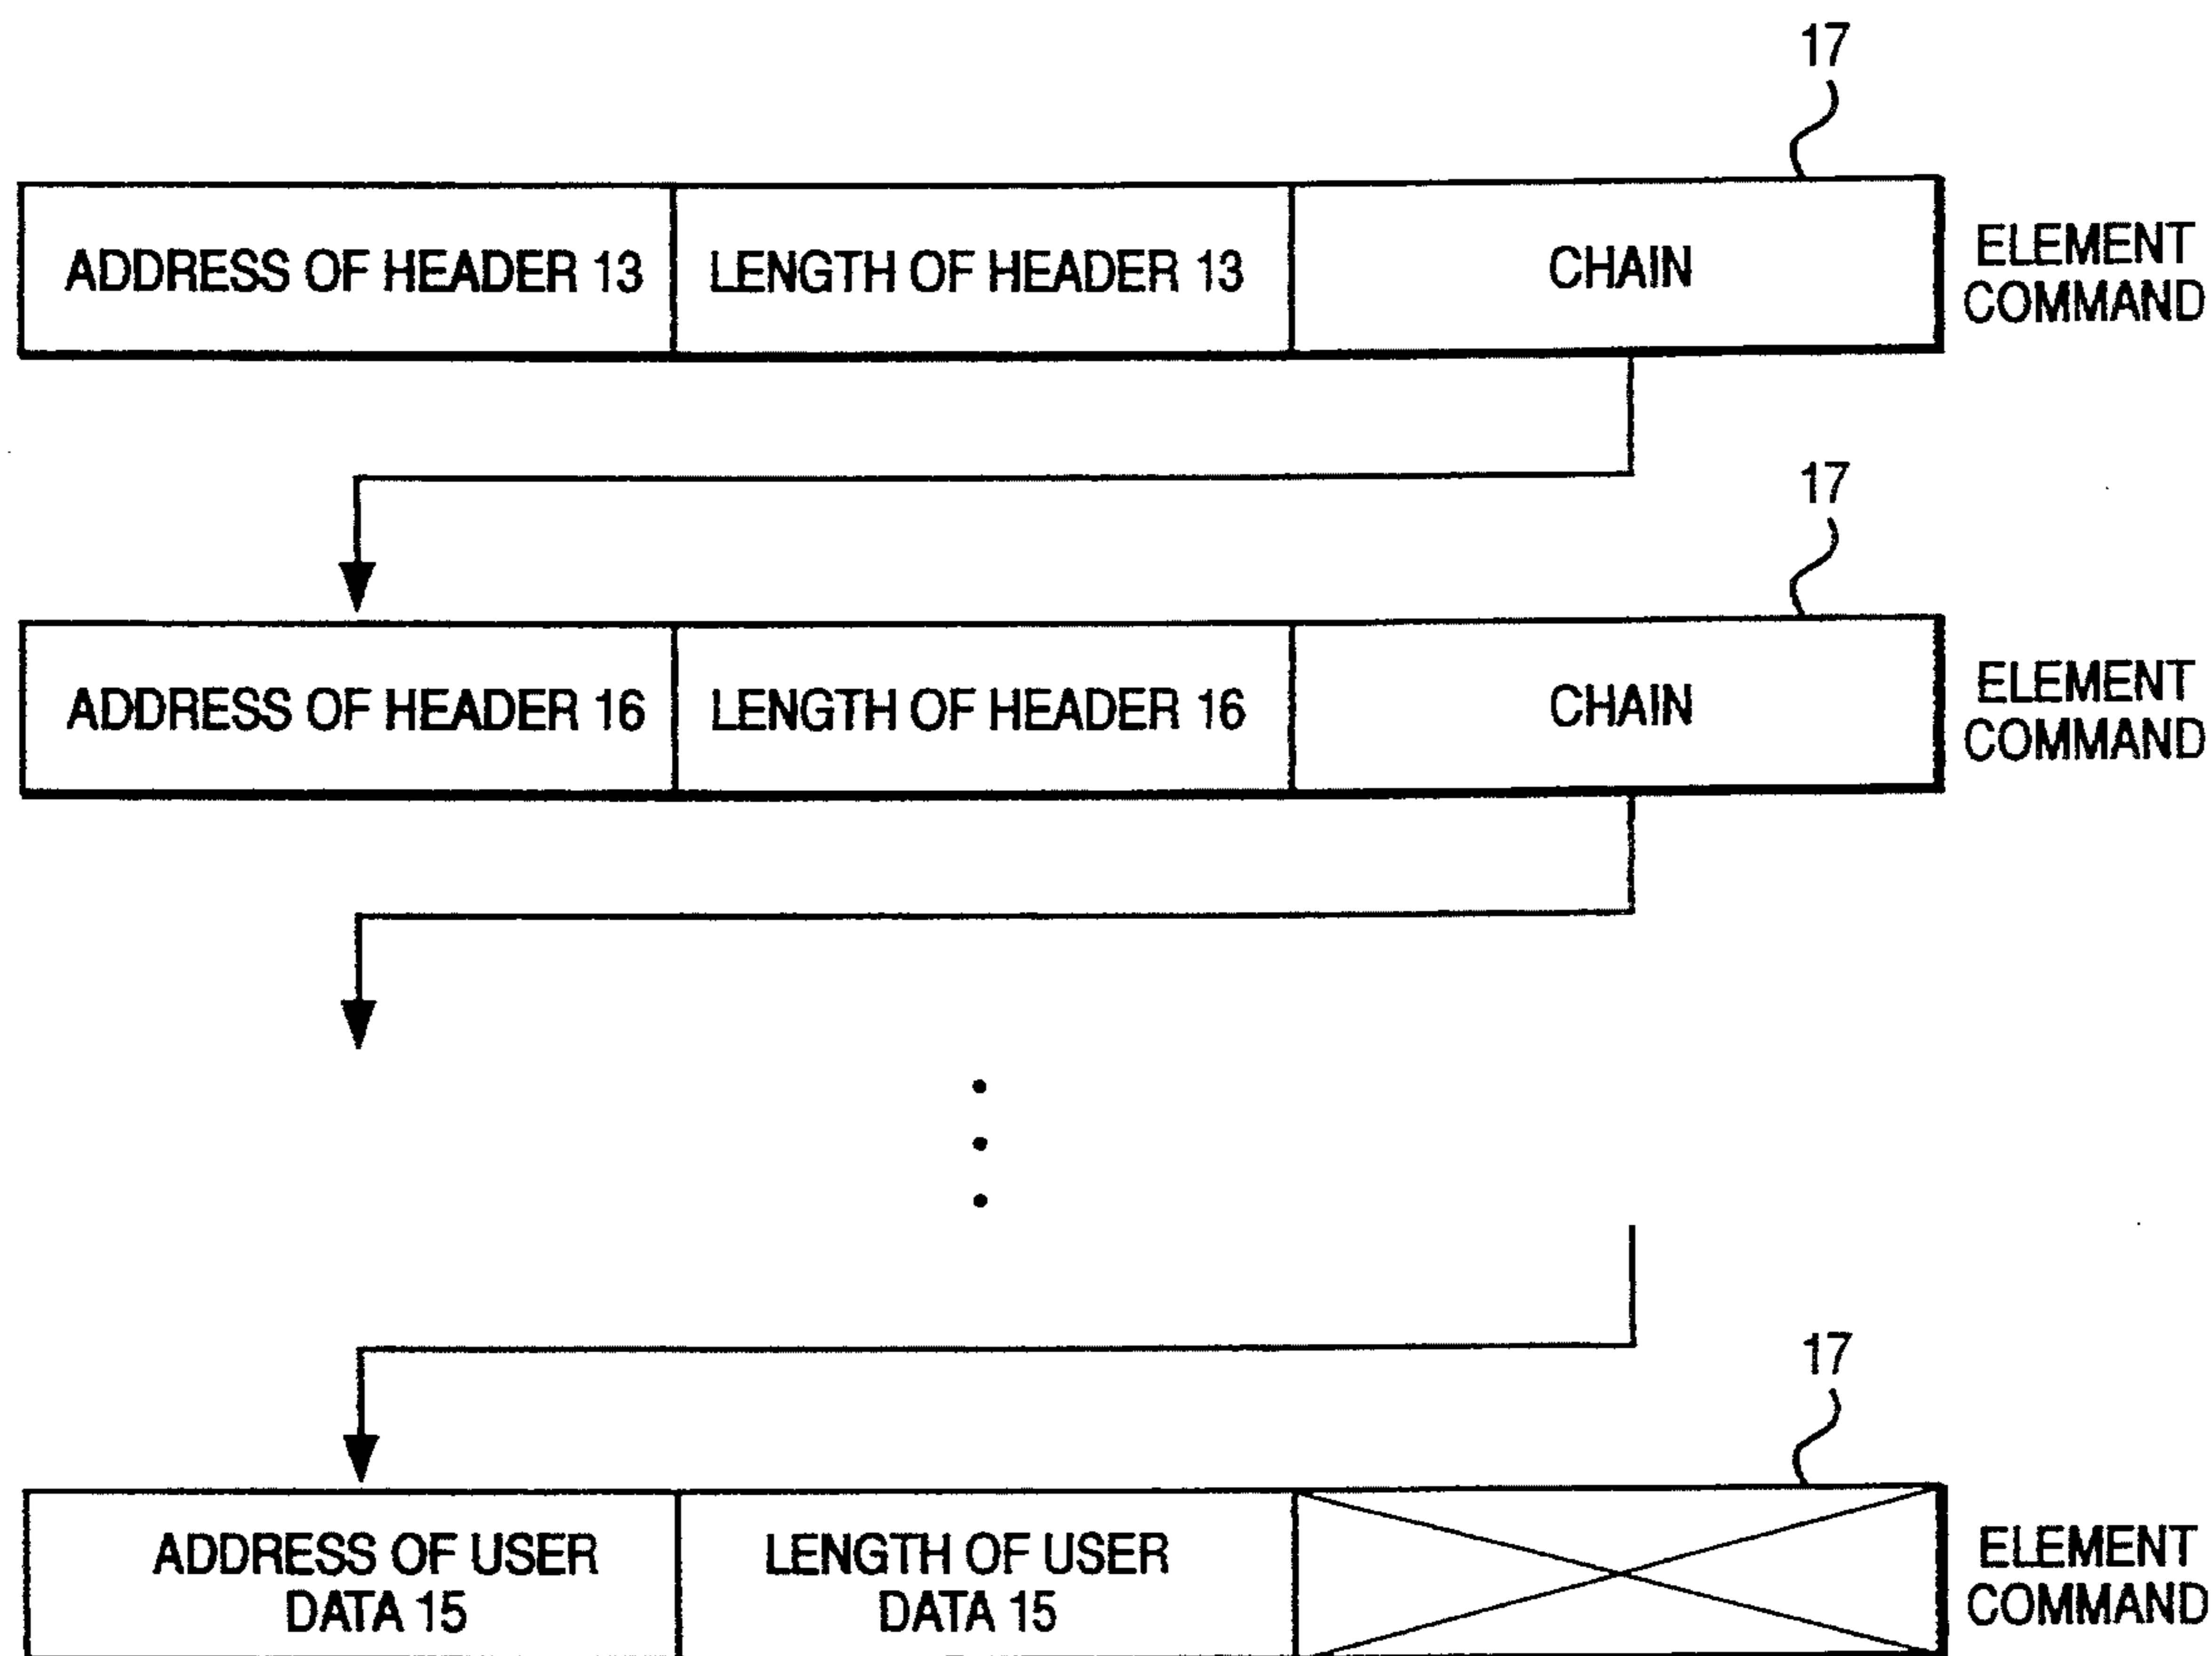 17
ADDRESS OF HEADER 13 LENGTH OF HEADER 13 CHAIN
ELEMENT
COMMAND
17
ADDRESS OF HEADER 16 LENGTH OF HEADER 16 CHAIN
ELEMENT
COMMAND
17
ADDRESS OF USER
DATA 15
LENGTH OF USER
DATA 15
ELEMENT
COMMAND